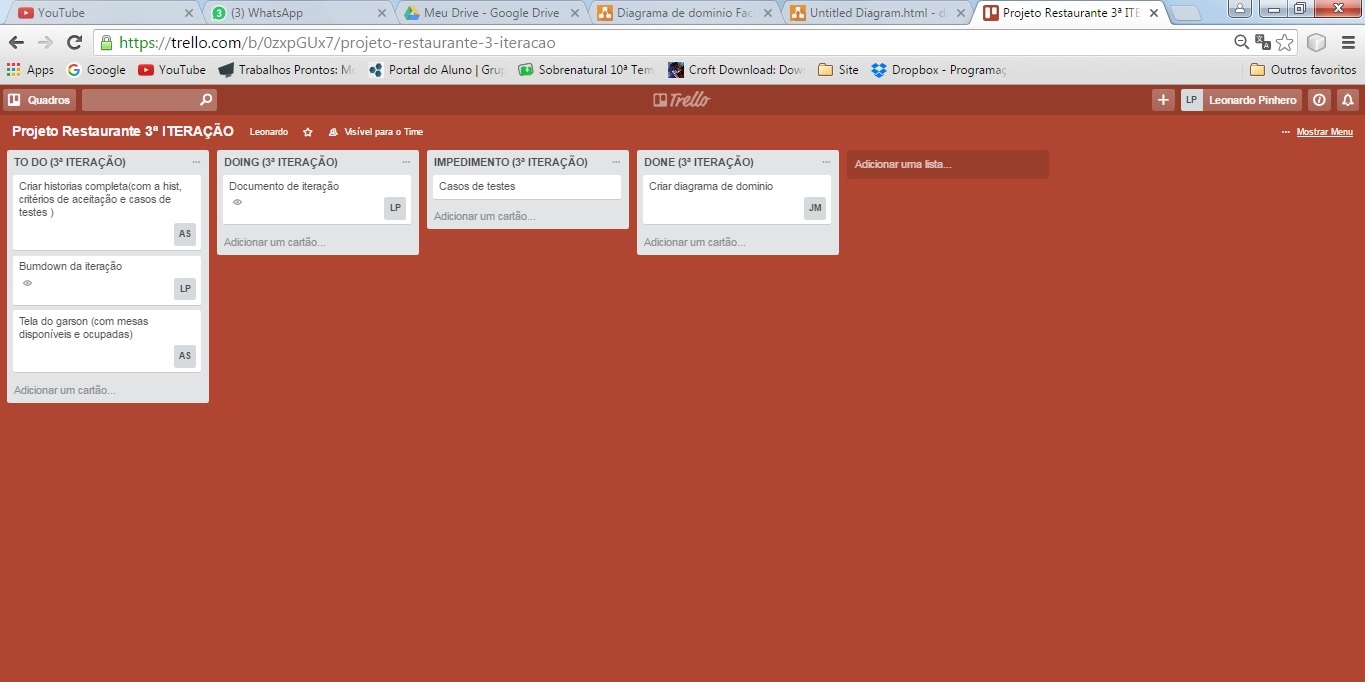 YouTube
(3) WhatsApp
Meu Drive - Google Drive
Diagrama de dominio Fac
Untitled Diagram.html - d
Projeto Restaurante 3ª ITE
https://trello.com/b/0zxpGUx7/projeto-restaurante-3-iteracao
Apps
Google
YouTube
Trabalhos Prontos: Mo
Portal do Aluno | Grup
Sobrenatural 10ª Tem
Croft Download: Dow
Site
Dropbox - Programaç
Outros favoritos
Quadros
Trello
LP Leonardo Pinhero
Projeto Restaurante 3ª ITERAÇÃO
Leonardo
Visível para o Time
Mostrar Menu
TO DO (3ª ITERAÇÃO)
Criar historias completa(com a hist,
critérios de aceitação e casos de
testes )
AS
Burndown da iteração
LP
Tela do garson (com mesas
disponíveis e ocupadas)
AS
Adicionar um cartão...
DOING (3ª ITERAÇÃO)
Documento de iteração
LP
Adicionar um cartão...
IMPEDIMENTO (3ª ITERAÇÃO)
Casos de testes
Adicionar um cartão...
DONE (3ª ITERAÇÃO)
Criar diagrama de dominio
JM
Adicionar um cartão...
Adicionar uma lista...